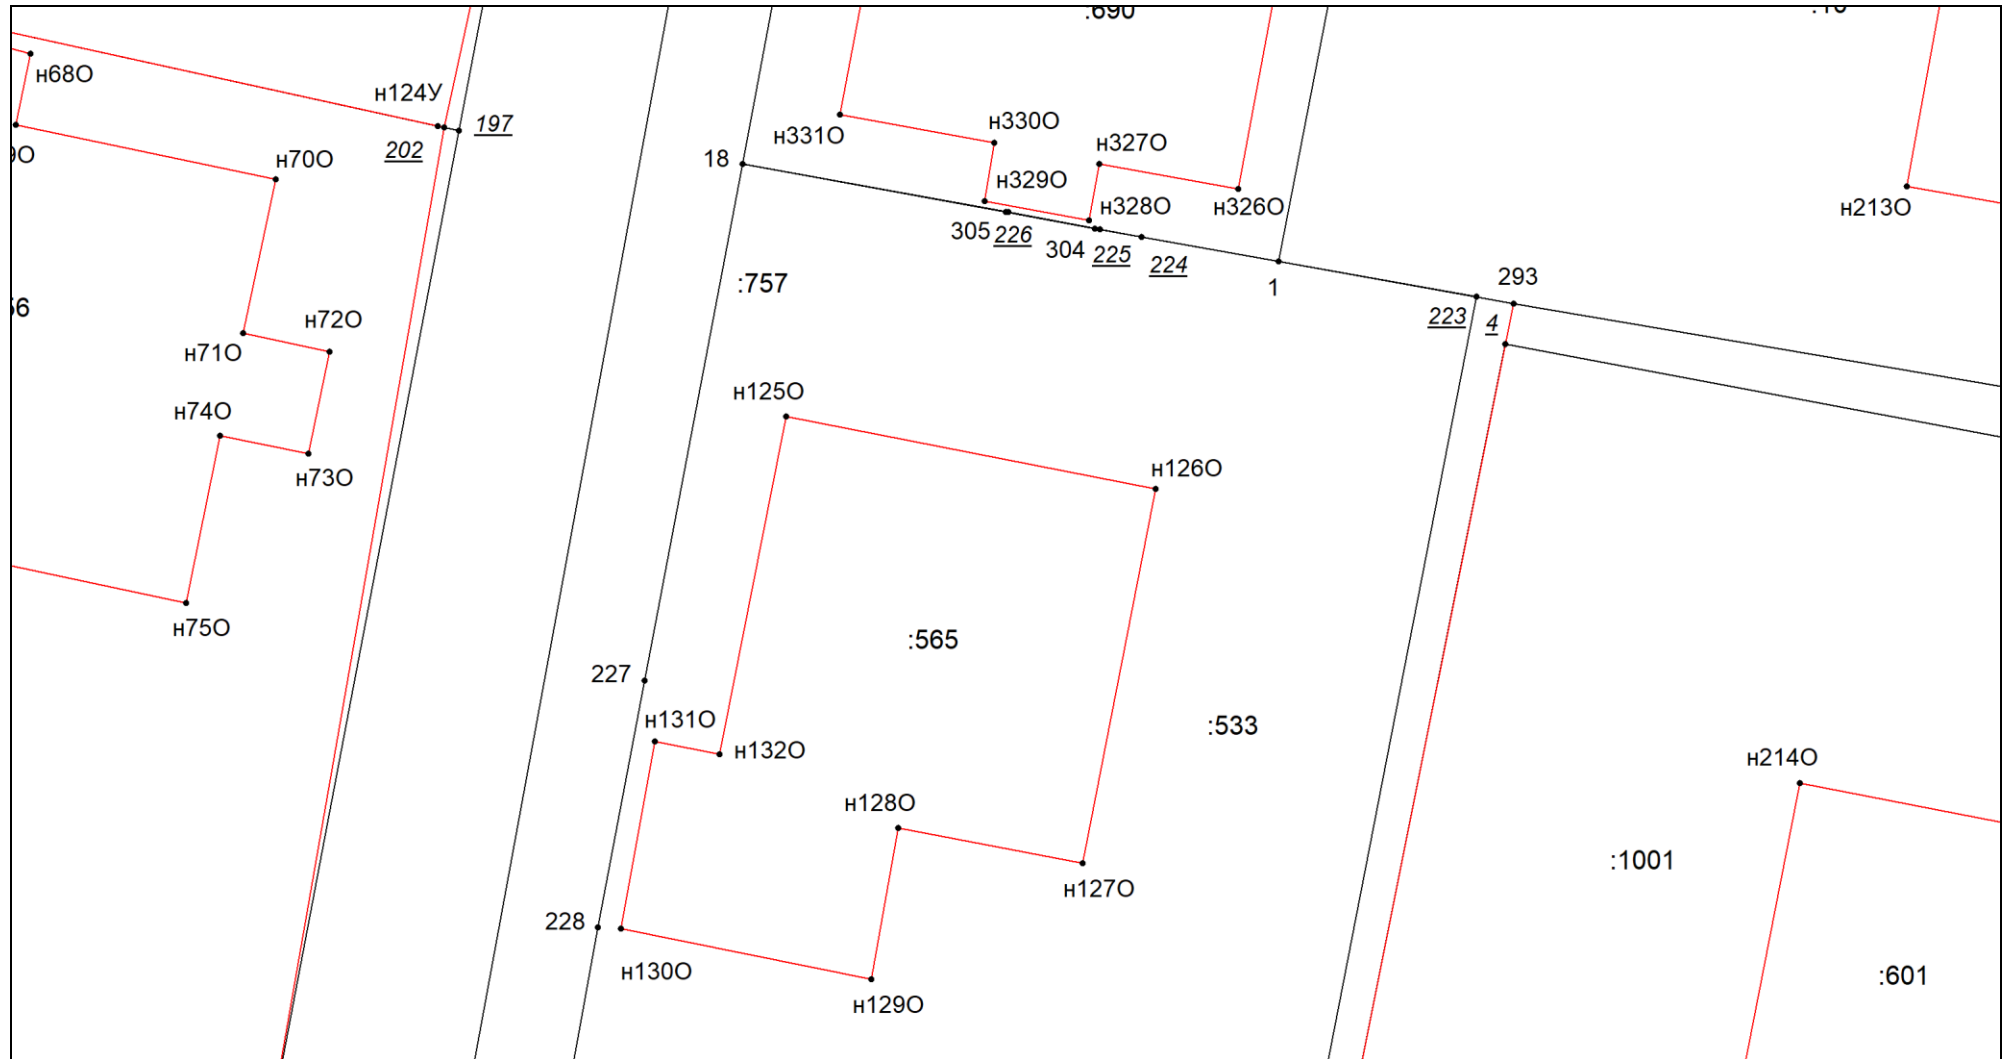 :690
н68О
н124У
197
202
н331О
н330О
н327О
18
н70О
н329О
н328О
н326О
н213О
305
226
304
225
224
:757
1
293
223
4
н72О
н71О
н125О
н74О
н126О
н73О
н75О
:565
227
н131О
:533
н132О
н214О
н128О
:1001
н127О
228
н130О
:601
н129О